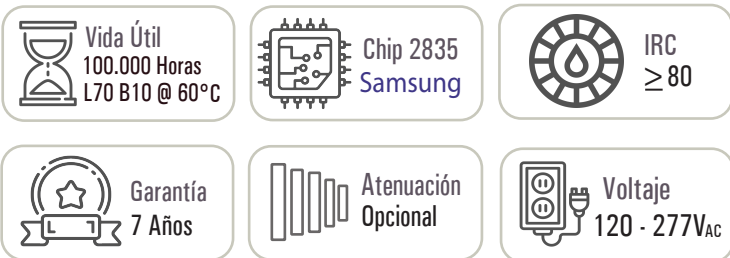 Vida Útil
100.000 Horas
L70 B10 @ 60°C
Chip 2835
Samsung
IRC
≥80
Garantía
7 Años
Atenuación
Opcional
Voltaje
120 - 277VAC